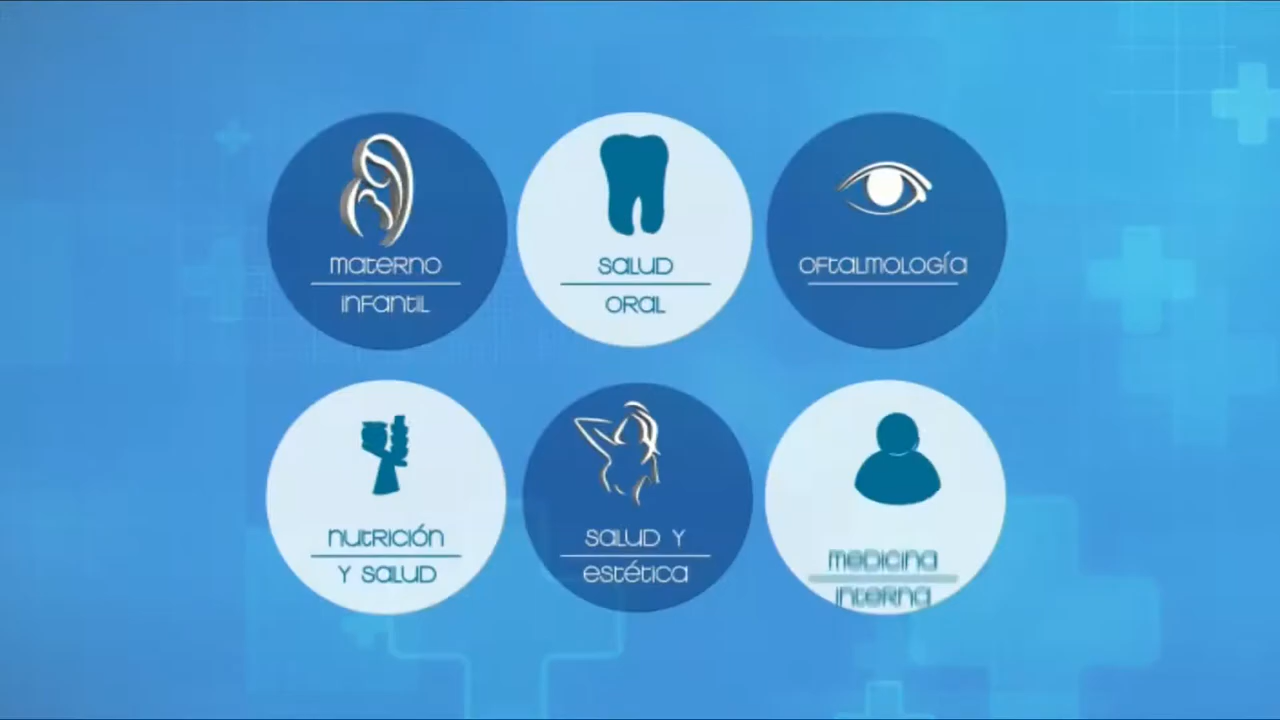 materno
infantil
salud
oral
oftalmología
nutrición
y salud
salud y
estética
medicina
interna